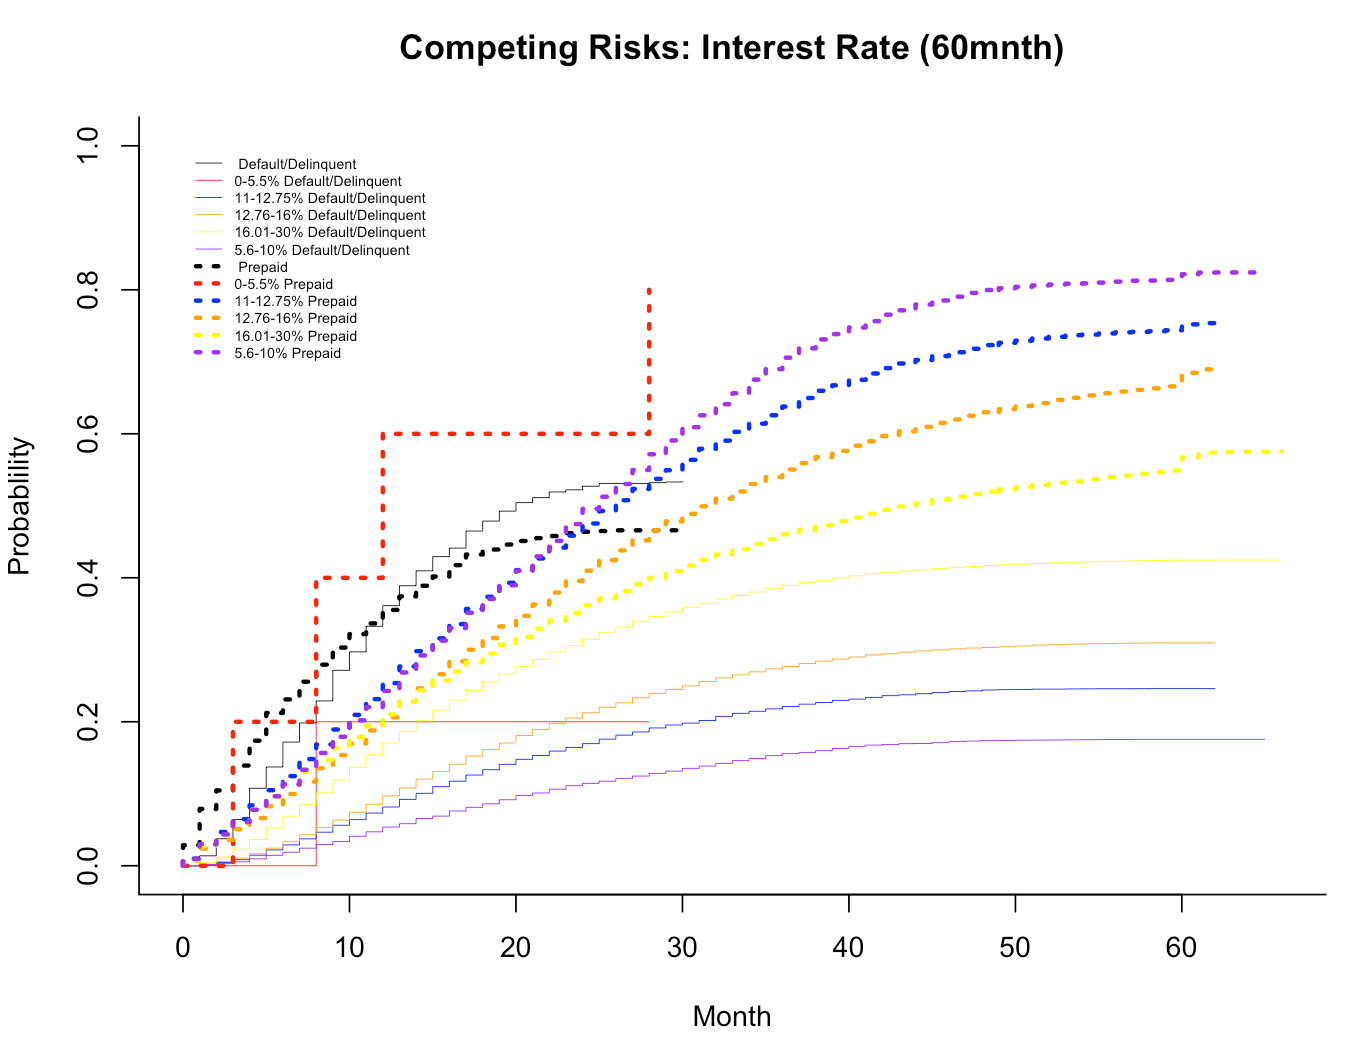 Competing Risks: Interest Rate (60mnth)
1.0
0.8
0.6
0.4
0.2
0.0
Probablility
Default/Delinquent
0-5.5% Default/Delinquent
11-12.75% Default/Delinquent
12.76-16% Default/Delinquent
16.01-30% Default/Delinquent
5.6-10% Default/Delinquent
Prepaid
0-5.5% Prepaid
11-12.75% Prepaid
12.76-16% Prepaid
16.01-30% Prepaid
5.6-10% Prepaid
0 10 20 30 40 50 60
Month